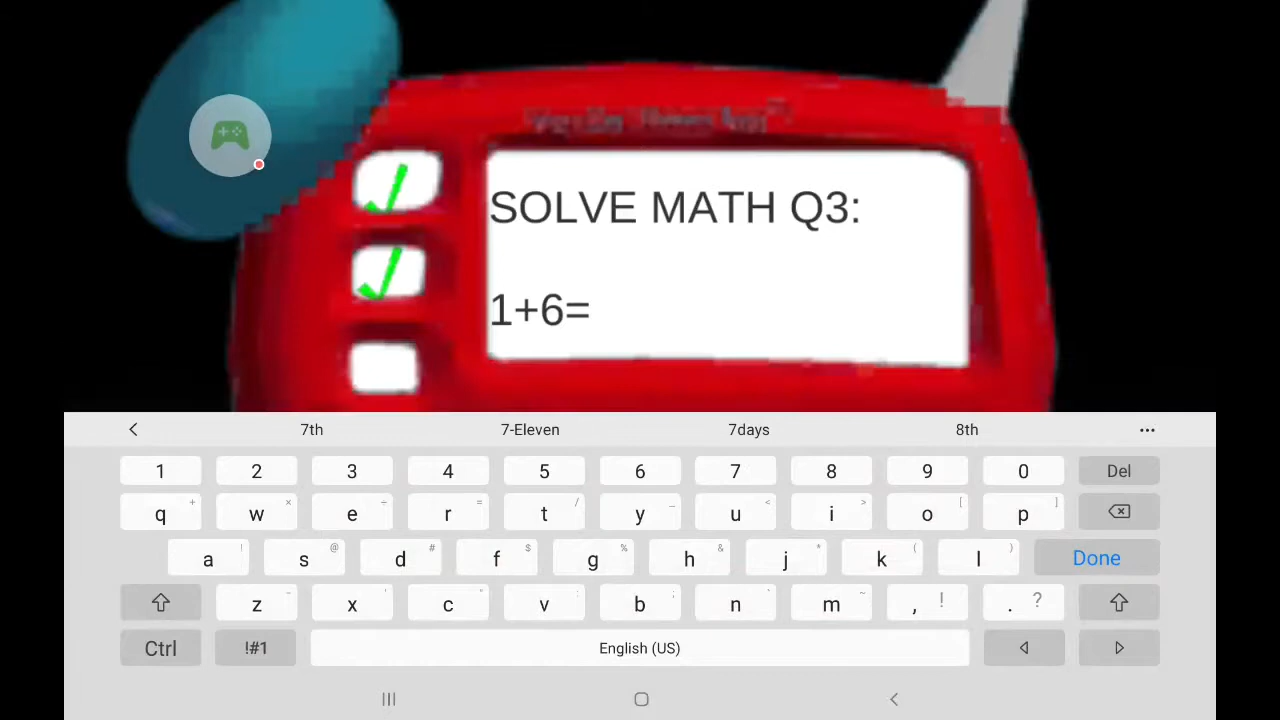 SOLVE MATH Q3:
1+6=
7th 7-Eleven 7days 8th ...
1 2 3 4 5 6 7 8 9 0 Del
+ × ÷ = / _ < > [ ]
q w e r t y u i o p
! @ # $ % & * ( )
a s d f g h j k l Done
z x c v b n m , ! . ?
Ctrl !#1 English (US)